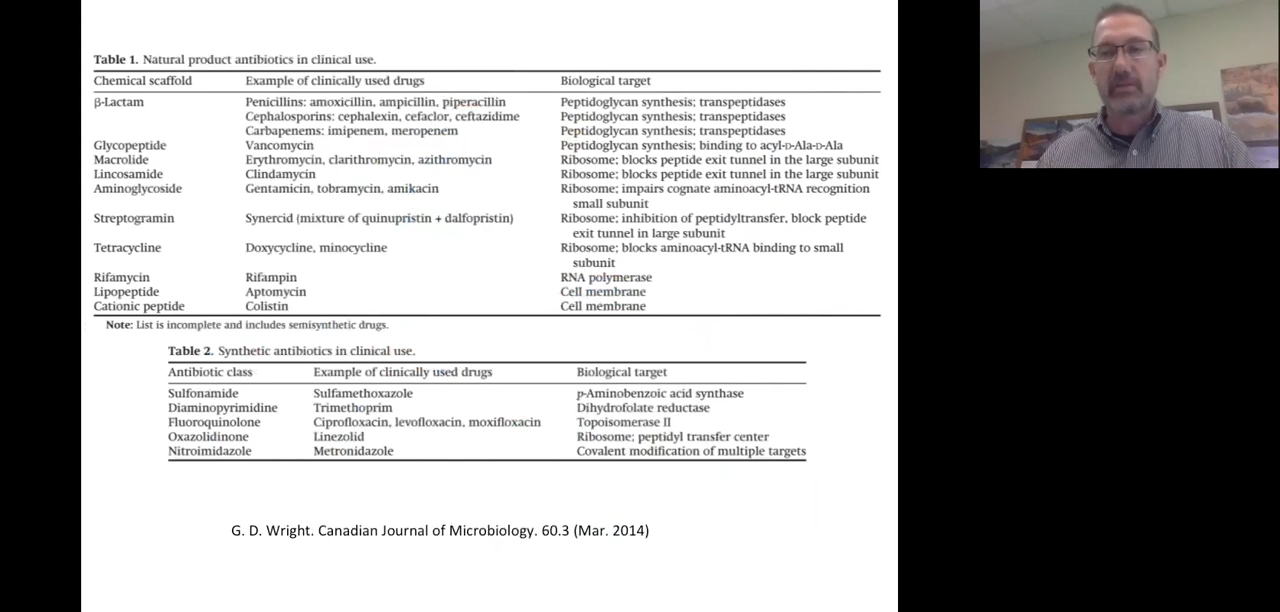 Table 1. Natural product antibiotics in clinical use.
Chemical scaffold Example of clinically used drugs Biological target
β-Lactam Penicillins: amoxicillin, ampicillin, piperacillin Peptidoglycan synthesis; transpeptidases
Cephalosporins: cephalexin, cefaclor, ceftazidime Peptidoglycan synthesis; transpeptidases
Carbapenems: imipenem, meropenem Peptidoglycan synthesis; transpeptidases
Glycopeptide Vancomycin Peptidoglycan synthesis; binding to acyl-D-Ala-D-Ala
Macrolide Erythromycin, clarithromycin, azithromycin Ribosome; blocks peptide exit tunnel in the large subunit
Lincosamide Clindamycin Ribosome; blocks peptide exit tunnel in the large subunit
Aminoglycoside Gentamicin, tobramycin, amikacin Ribosome; impairs cognate aminoacyl-tRNA recognition
small subunit
Streptogramin Synercid (mixture of quinupristin + dalfopristin) Ribosome; inhibition of peptidyltransfer, block peptide
exit tunnel in large subunit
Tetracycline Doxycycline, minocycline Ribosome; blocks aminoacyl-tRNA binding to small
subunit
Rifamycin Rifampin RNA polymerase
Lipopeptide Aptomycin Cell membrane
Cationic peptide Colistin Cell membrane
Note: List is incomplete and includes semisynthetic drugs.
Table 2. Synthetic antibiotics in clinical use.
Antibiotic class Example of clinically used drugs Biological target
Sulfonamide Sulfamethoxazole p-Aminobenzoic acid synthase
Diaminopyrimidine Trimethoprim Dihydrofolate reductase
Fluoroquinolone Ciprofloxacin, levofloxacin, moxifloxacin Topoisomerase II
Oxazolidinone Linezolid Ribosome; peptidyl transfer center
Nitroimidazole Metronidazole Covalent modification of multiple targets
G. D. Wright. Canadian Journal of Microbiology. 60.3 (Mar. 2014)